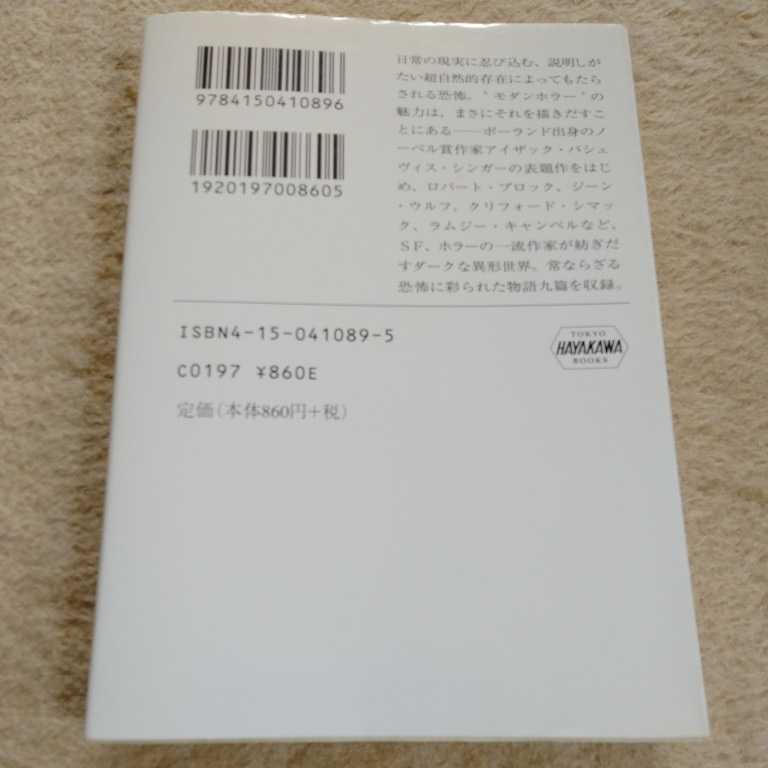 9784150410896
1920197008605
日常の現実に忍び込む、説明しが
たい超自然的存在によってもたら
される恐怖。〝モダンホラー〟の
魅力は、まさにそれを描きだすこ
とにある――ポーランド出身のノ
ーベル賞作家アイザック・バシェ
ヴィス・シンガーの表題作をはじ
め、ロバート・ブロック、ジーン
・ウルフ、クリフォード・シマッ
ク、ラムジー・キャンベルなど、
SF、ホラーの一流作家が紡ぎだ
すダークな異形世界。常ならざる
恐怖に彩られた物語九篇を収録。
ISBN4-15-041089-5
C0197 ¥860E
定価(本体860円+税)
TOKYO
HAYAKAWA
BOOKS